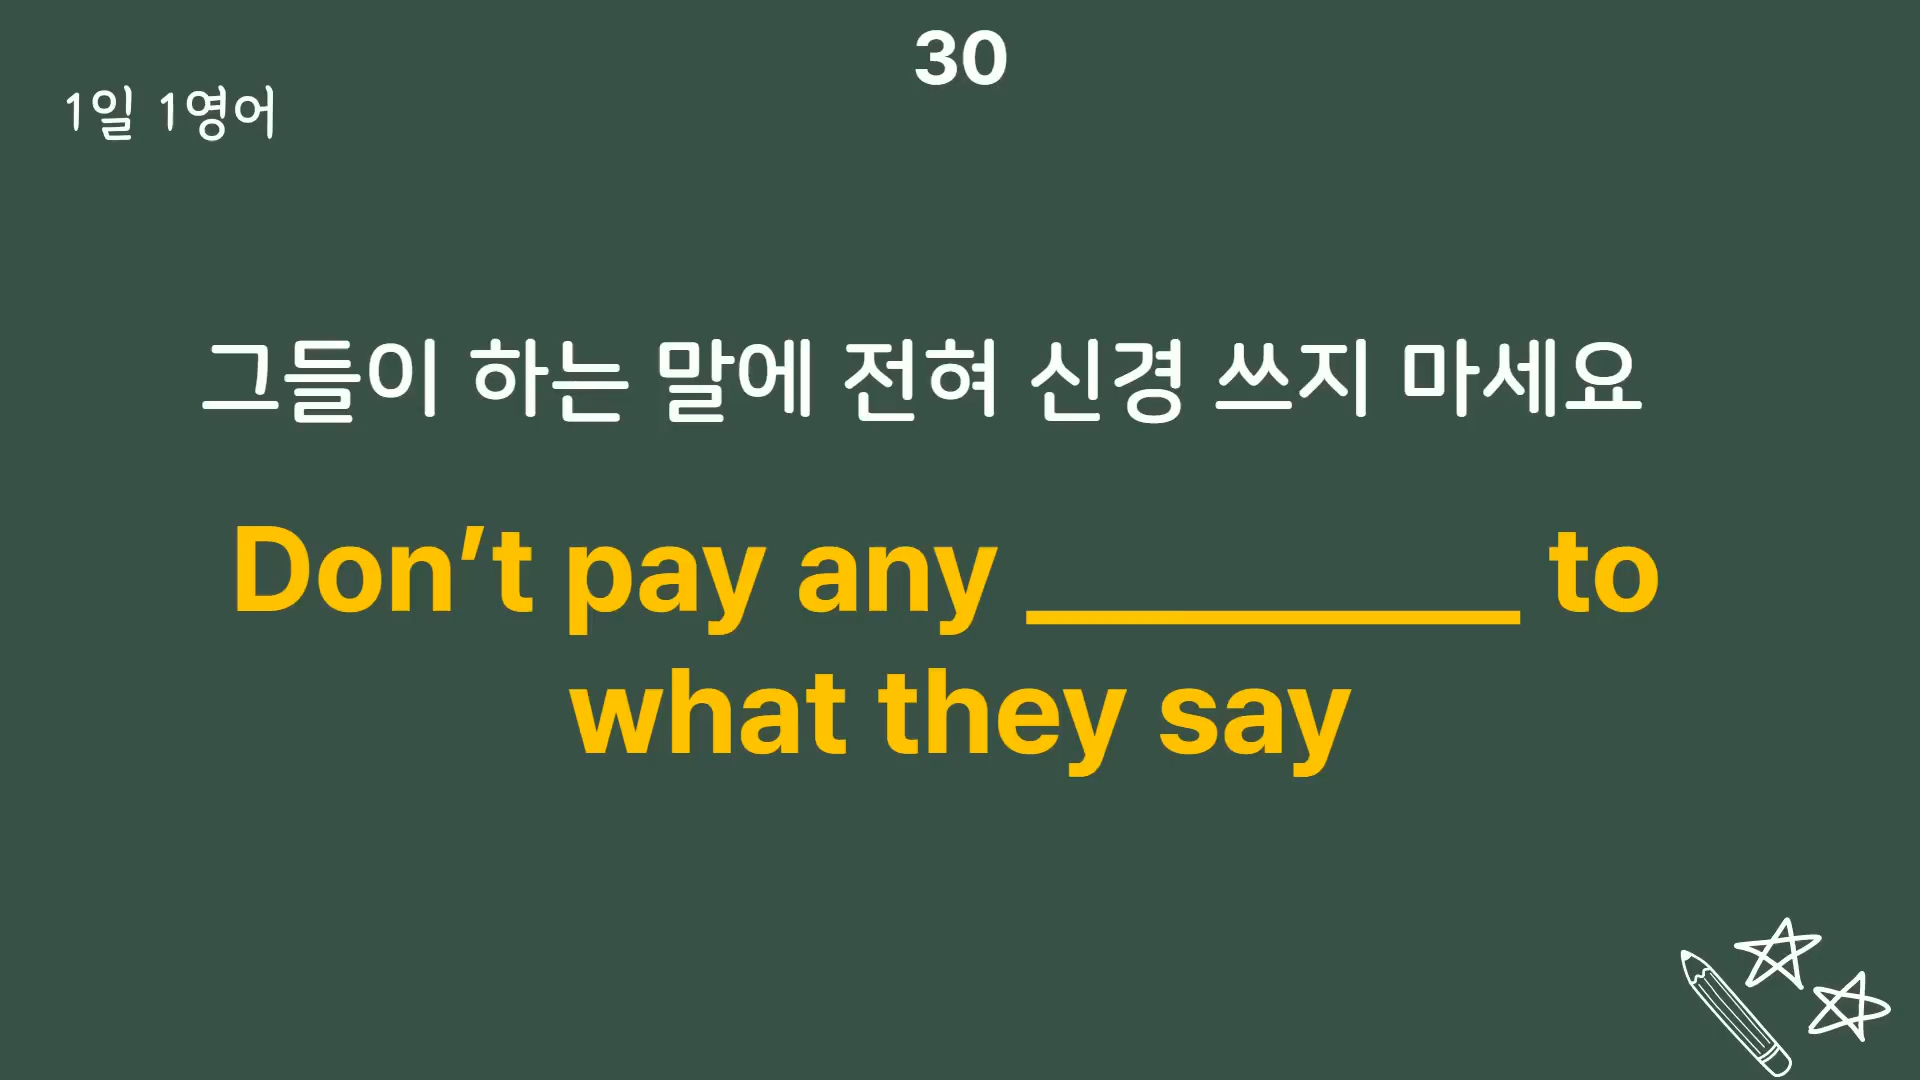 30
1일 1영어
그들이 하는 말에 전혀 신경 쓰지 마세요
Don’t pay any ________ to
what they say